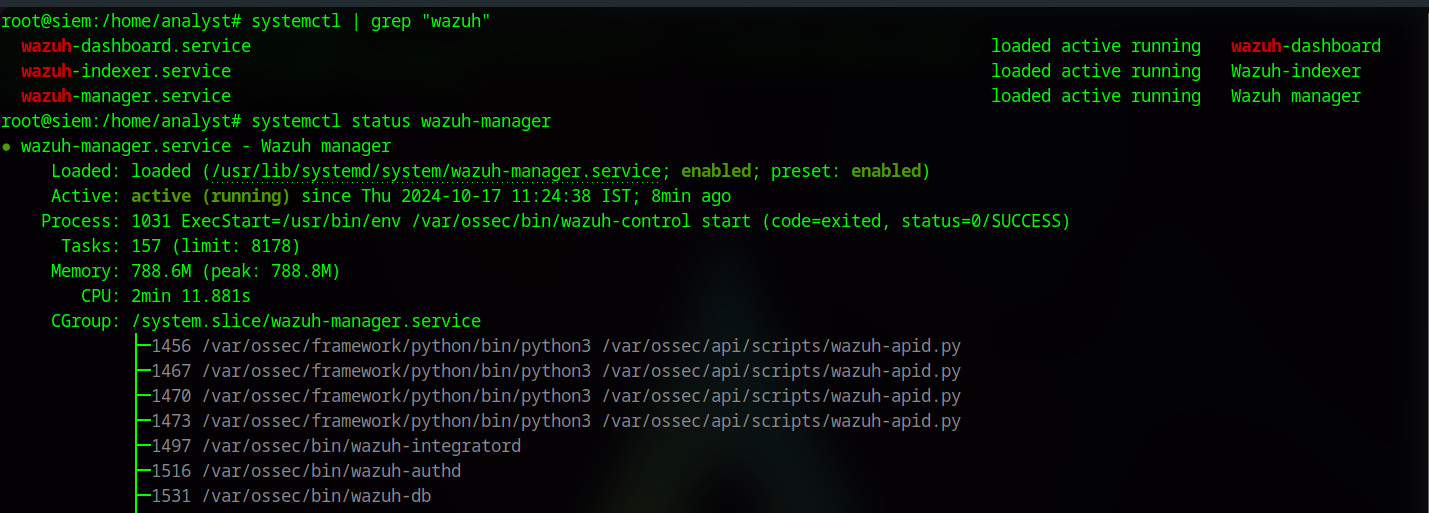 root@siem:/home/analyst# systemctl | grep "wazuh"
wazuh-dashboard.service loaded active running wazuh-dashboard
wazuh-indexer.service loaded active running Wazuh-indexer
wazuh-manager.service loaded active running Wazuh manager
root@siem:/home/analyst# systemctl status wazuh-manager
● wazuh-manager.service - Wazuh manager
Loaded: loaded (/usr/lib/systemd/system/wazuh-manager.service; enabled; preset: enabled)
Active: active (running) since Thu 2024-10-17 11:24:38 IST; 8min ago
Process: 1031 ExecStart=/usr/bin/env /var/ossec/bin/wazuh-control start (code=exited, status=0/SUCCESS)
Tasks: 157 (limit: 8178)
Memory: 788.6M (peak: 788.8M)
CPU: 2min 11.881s
CGroup: /system.slice/wazuh-manager.service
├─1456 /var/ossec/framework/python/bin/python3 /var/ossec/api/scripts/wazuh-apid.py
├─1467 /var/ossec/framework/python/bin/python3 /var/ossec/api/scripts/wazuh-apid.py
├─1470 /var/ossec/framework/python/bin/python3 /var/ossec/api/scripts/wazuh-apid.py
├─1473 /var/ossec/framework/python/bin/python3 /var/ossec/api/scripts/wazuh-apid.py
├─1497 /var/ossec/bin/wazuh-integratord
├─1516 /var/ossec/bin/wazuh-authd
├─1531 /var/ossec/bin/wazuh-db